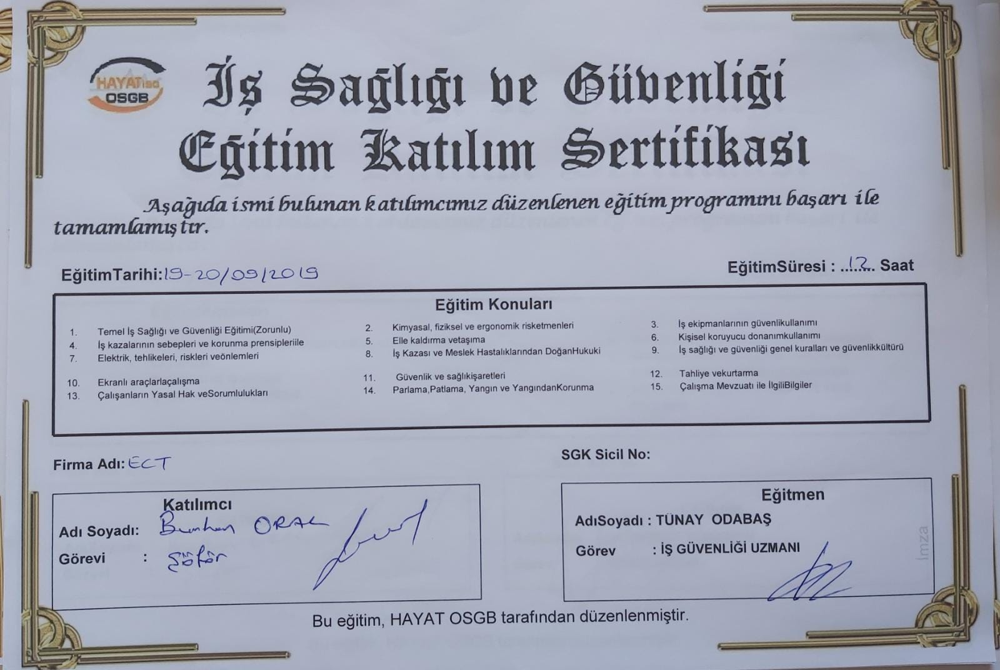 HAYAT İSG
OSGB
İş Sağlığı ve Güvenliği
Eğitim Katılım Sertifikası
Aşağıda ismi bulunan katılımcımız düzenlenen eğitim programını başarı ile
tamamlamıştır.
EğitimTarihi:19-20/09/2019
EğitimSüresi : ..12.. Saat
Eğitim Konuları
1. Temel İş Sağlığı ve Güvenliği Eğitimi(Zorunlu)
2. Kimyasal, fiziksel ve ergonomik risketmenleri
3. İş ekipmanlarının güvenlikullanımı
4. İş kazalarının sebepleri ve korunma prensipleriile
5. Elle kaldırma vetaşıma
6. Kişisel koruyucu donanımkullanımı
7. Elektrik, tehlikeleri, riskleri veönlemleri
8. İş Kazası ve Meslek Hastalıklarından DoğanHukuki
9. İş sağlığı ve güvenliği genel kuralları ve güvenlikkültürü
10. Ekranlı araçlarlaçalışma
11. Güvenlik ve sağlıkişaretleri
12. Tahliye vekurtarma
13. Çalışanların Yasal Hak veSorumlulukları
14. Parlama,Patlama, Yangın ve YangındanKorunma
15. Çalışma Mevzuatı ile İlgiliBilgiler
Firma Adı: ECT
SGK Sicil No:
Katılımcı
Adı Soyadı: Burhan ORAL
Görevi : Şöför
Eğitmen
AdıSoyadı : TÜNAY ODABAŞ
Görev : İŞ GÜVENLİĞİ UZMANI
İmza
Bu eğitim, HAYAT OSGB tarafından düzenlenmiştir.